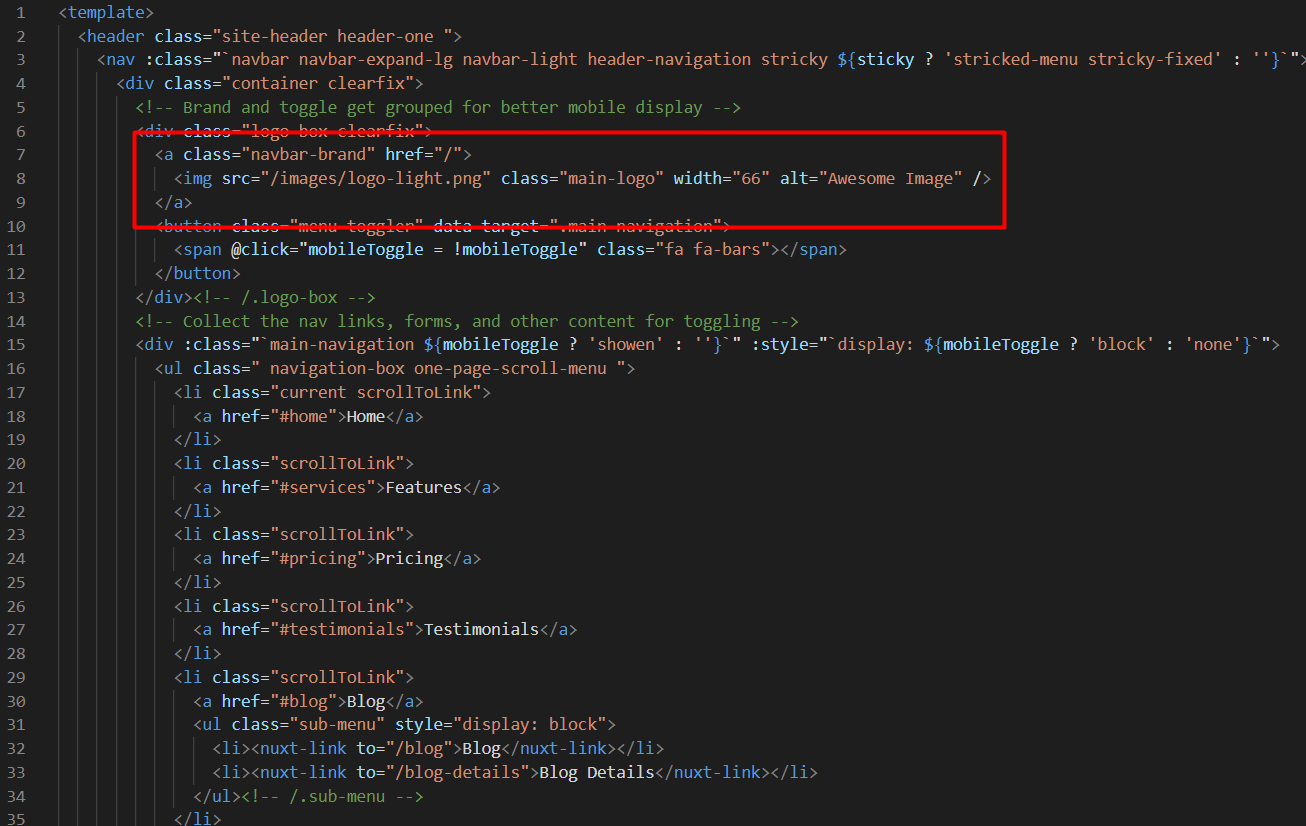 1 <template>
2 <header class="site-header header-one ">
3 <nav :class="`navbar navbar-expand-lg navbar-light header-navigation stricky ${sticky ? 'stricked-menu stricky-fixed' : ''}`">
4 <div class="container clearfix">
5 <!-- Brand and toggle get grouped for better mobile display -->
6 <div class="logo-box clearfix">
7 <a class="navbar-brand" href="/">
8 <img src="/images/logo-light.png" class="main-logo" width="66" alt="Awesome Image" />
9 </a>
10 <button class="menu-toggler" data-target=".main-navigation">
11 <span @click="mobileToggle = !mobileToggle" class="fa fa-bars"></span>
12 </button>
13 </div><!-- /.logo-box -->
14 <!-- Collect the nav links, forms, and other content for toggling -->
15 <div :class="`main-navigation ${mobileToggle ? 'showen' : ''}`" :style="`display: ${mobileToggle ? 'block' : 'none'}`">
16 <ul class=" navigation-box one-page-scroll-menu ">
17 <li class="current scrollToLink">
18 <a href="#home">Home</a>
19 </li>
20 <li class="scrollToLink">
21 <a href="#services">Features</a>
22 </li>
23 <li class="scrollToLink">
24 <a href="#pricing">Pricing</a>
25 </li>
26 <li class="scrollToLink">
27 <a href="#testimonials">Testimonials</a>
28 </li>
29 <li class="scrollToLink">
30 <a href="#blog">Blog</a>
31 <ul class="sub-menu" style="display: block">
32 <li><nuxt-link to="/blog">Blog</nuxt-link></li>
33 <li><nuxt-link to="/blog-details">Blog Details</nuxt-link></li>
34 </ul><!-- /.sub-menu -->
35 </li>